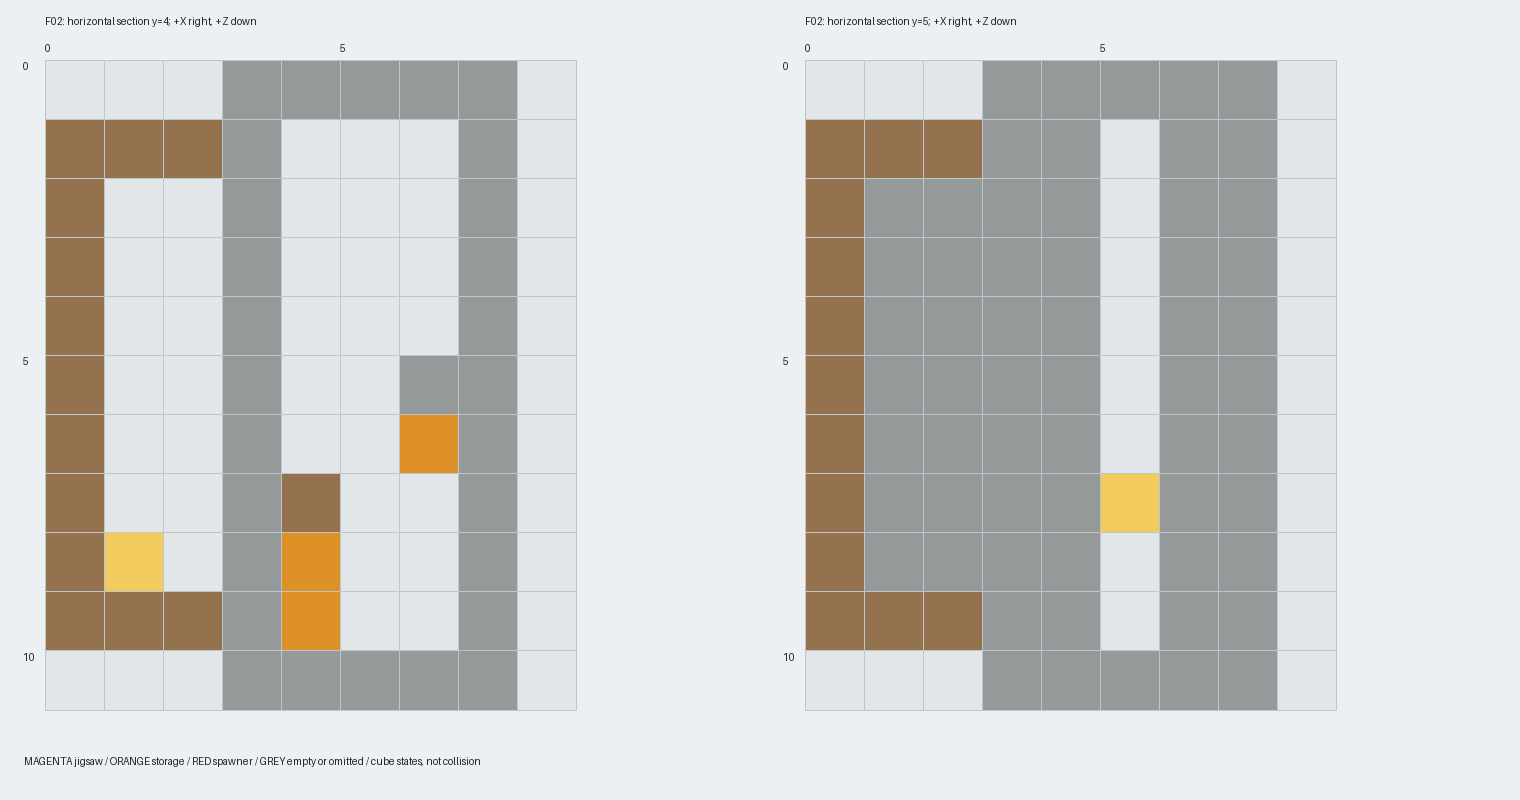 F02: horizontal section y=4; +X right, +Z down
0 5
0
5
10
F02: horizontal section y=5; +X right, +Z down
0 5
0
5
10
MAGENTA jigsaw / ORANGE storage / RED spawner / GREY empty or omitted / cube states, not collision